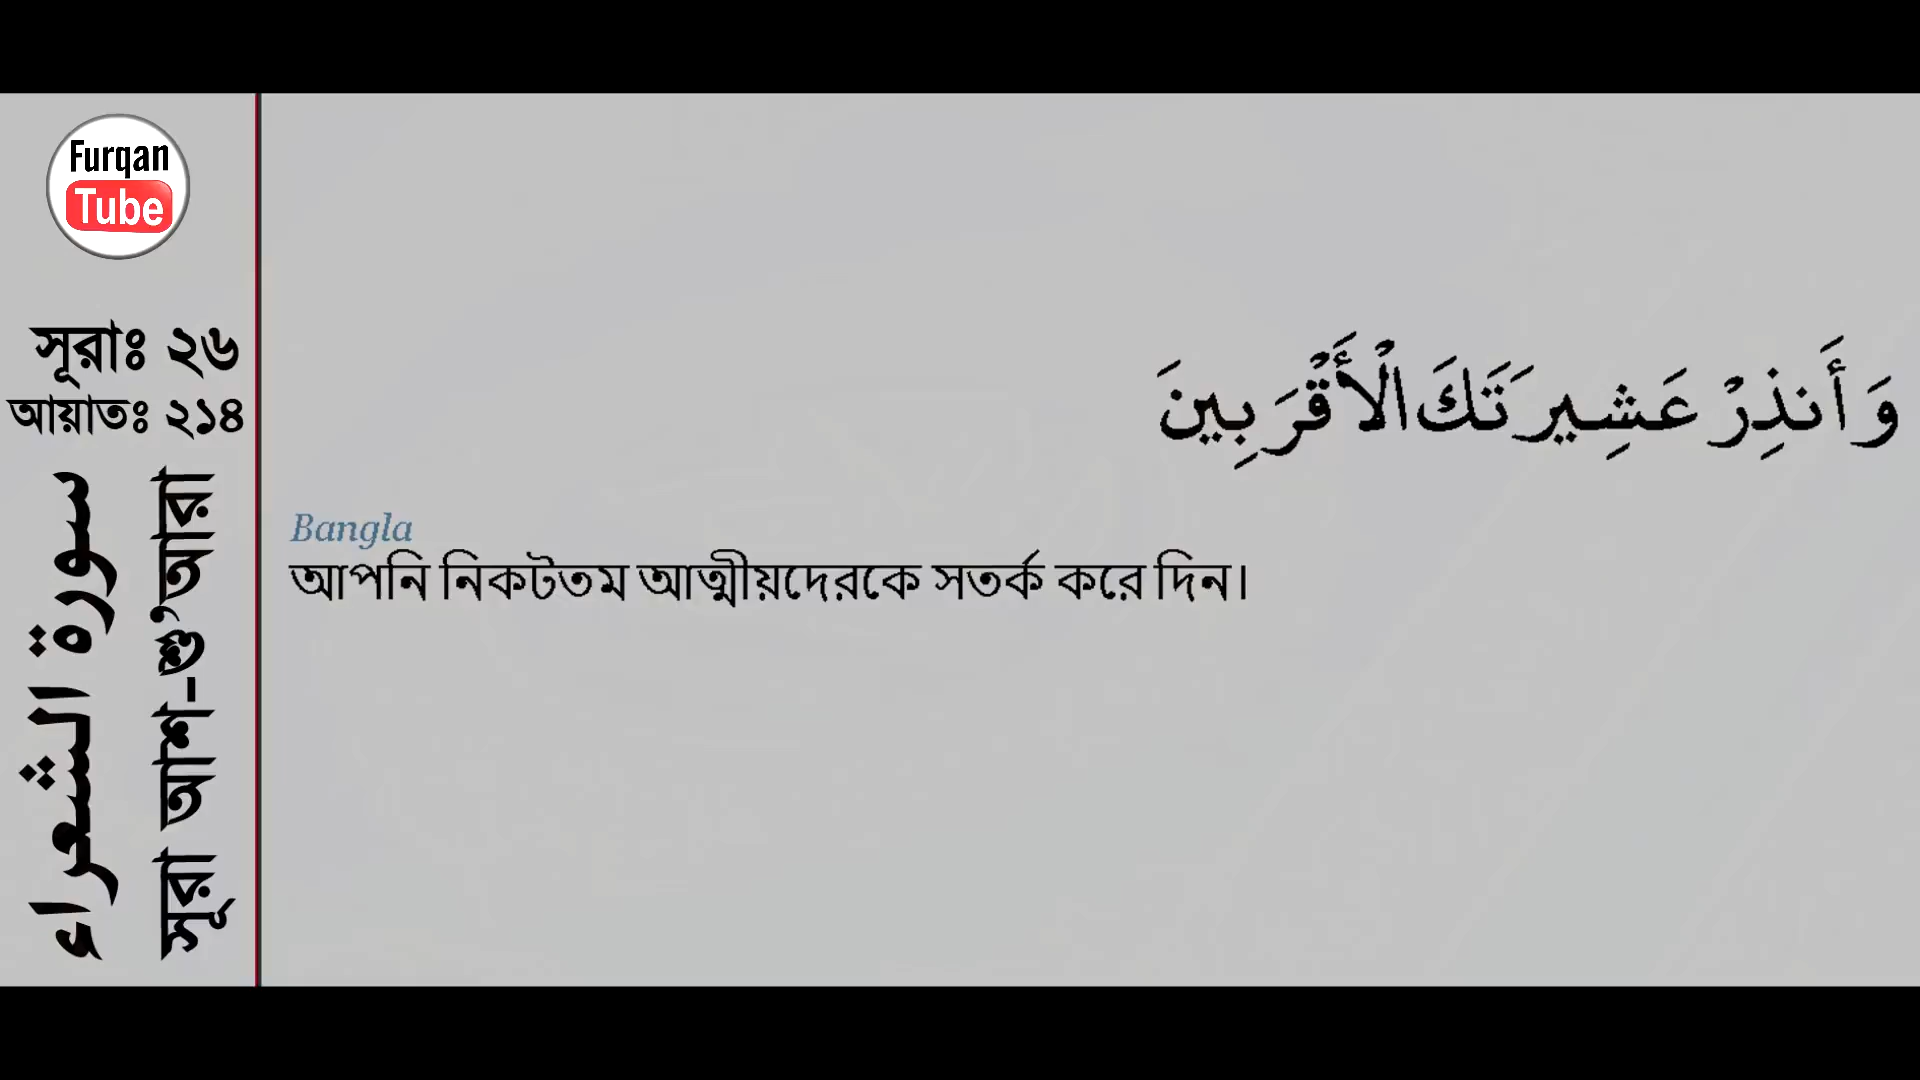 Furqan
Tube
সূরাঃ ২৬
আয়াতঃ ২১৪
سورة الشعراء
সূরা আশ-শু’আরা
وَأَنذِرْ عَشِيرَتَكَ الْأَقْرَبِينَ
Bangla
আপনি নিকটতম আত্মীয়দেরকে সতর্ক করে দিন।